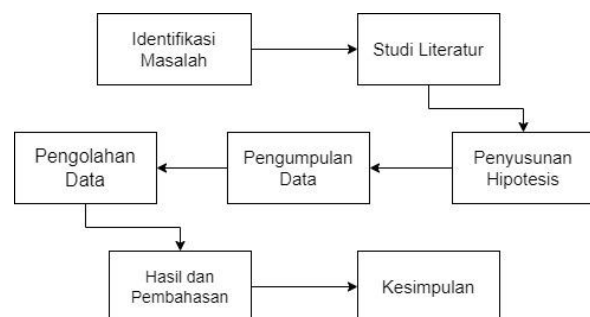 Identifikasi
Masalah
Studi Literatur
Penyusunan
Hipotesis
Pengumpulan
Data
Pengolahan
Data
Hasil dan
Pembahasan
Kesimpulan